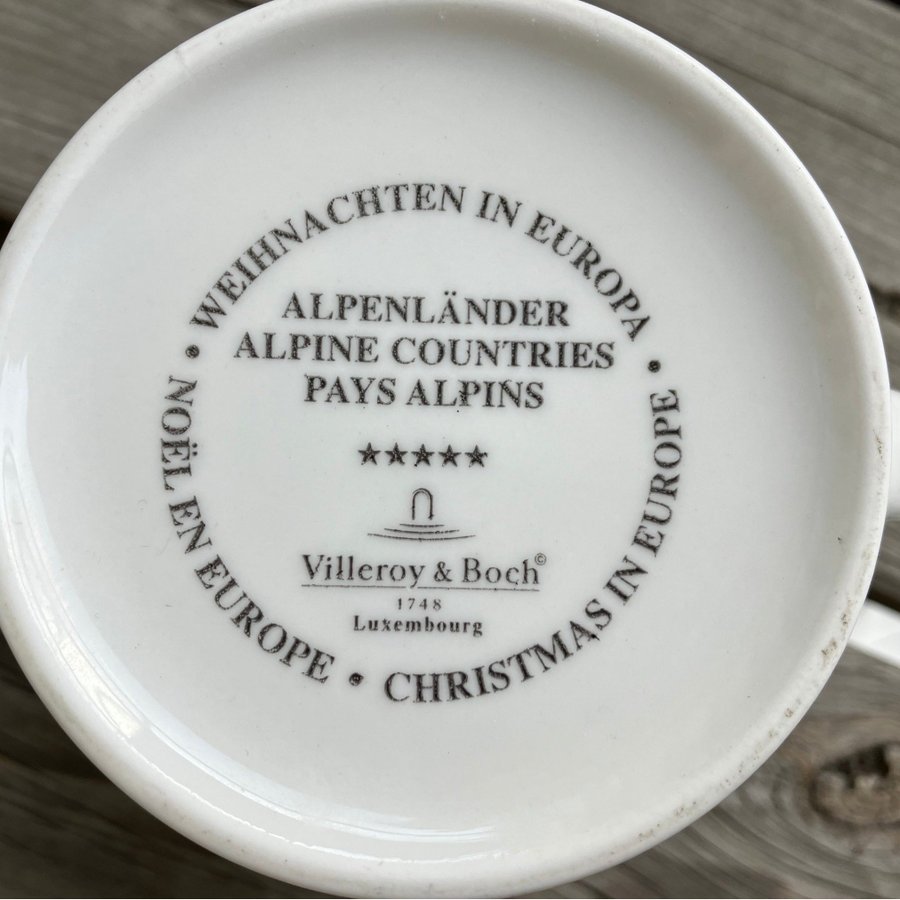 WEIHNACHTEN IN EUROPA • CHRISTMAS IN EUROPE • NOËL EN EUROPE •
ALPENLÄNDER
ALPINE COUNTRIES
PAYS ALPINS
★★★★★
Villeroy & Boch©
1748
Luxembourg